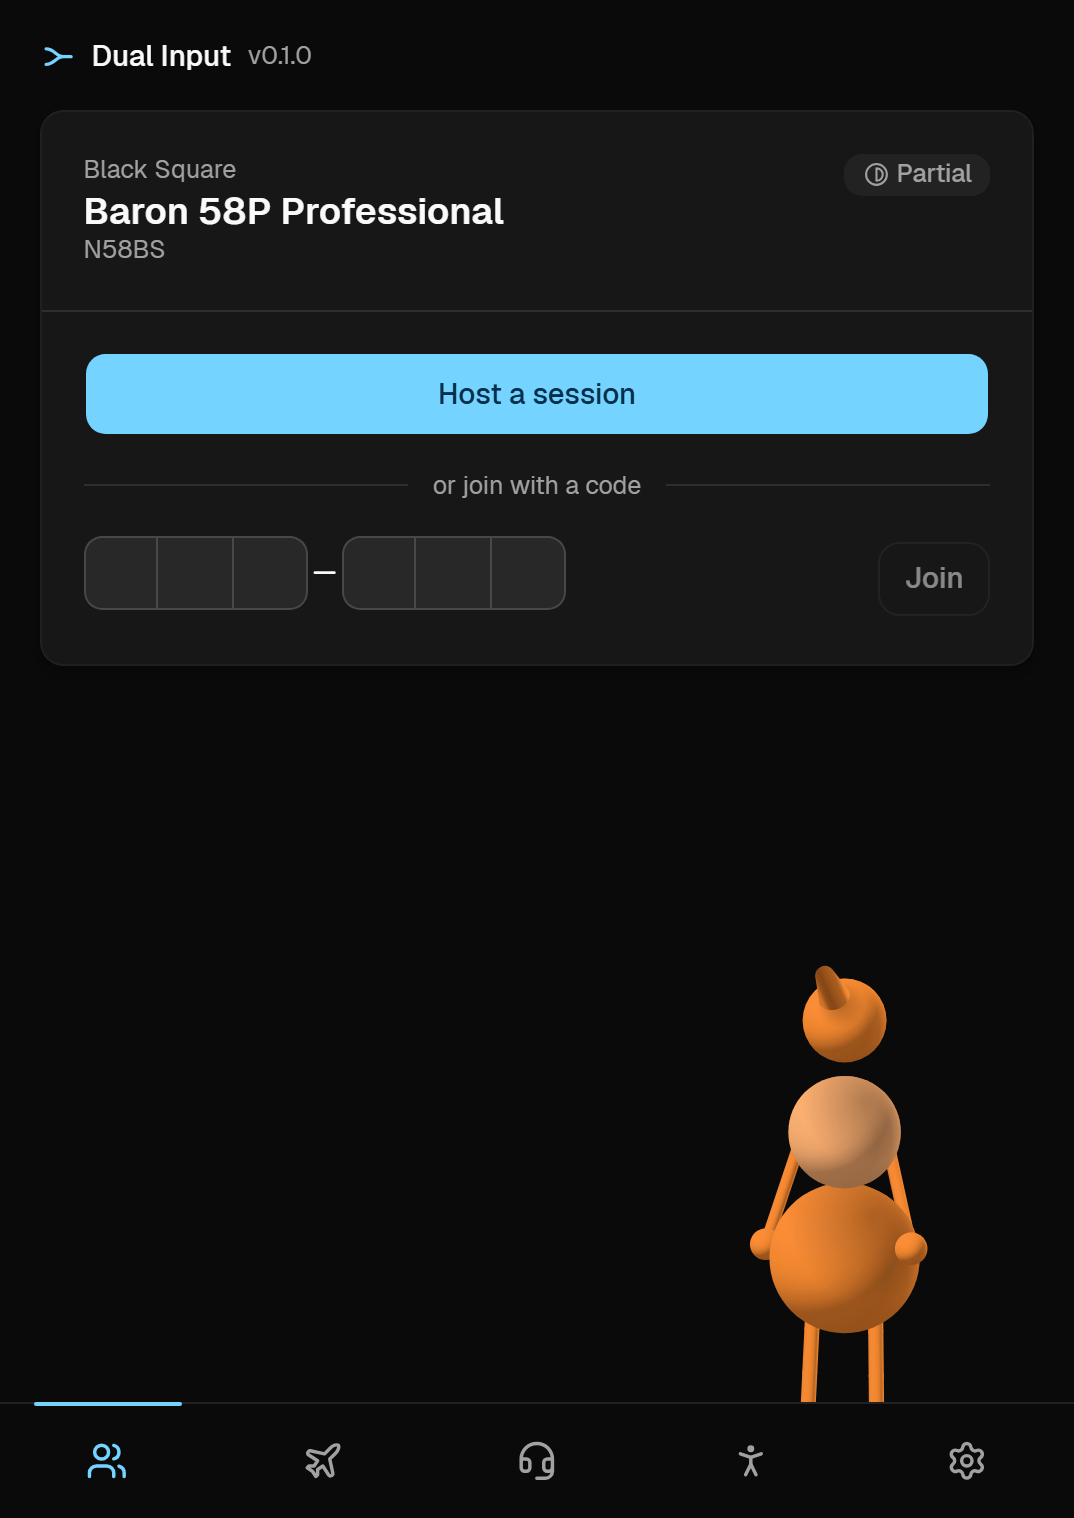 Dual Input v0.1.0
Black Square
Partial
Baron 58P Professional
N58BS
Host a session
or join with a code
–
Join